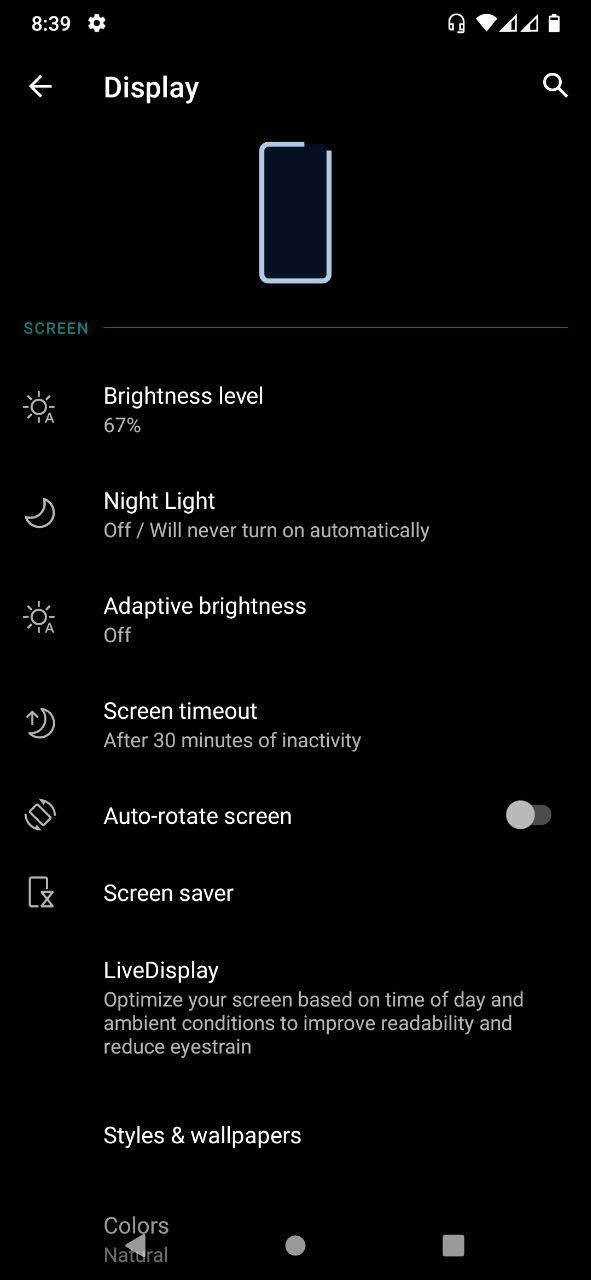 8:39
Display
SCREEN
Brightness level
67%
Night Light
Off / Will never turn on automatically
Adaptive brightness
Off
Screen timeout
After 30 minutes of inactivity
Auto-rotate screen
Screen saver
LiveDisplay
Optimize your screen based on time of day and
ambient conditions to improve readability and
reduce eyestrain
Styles & wallpapers
Colors
Natural